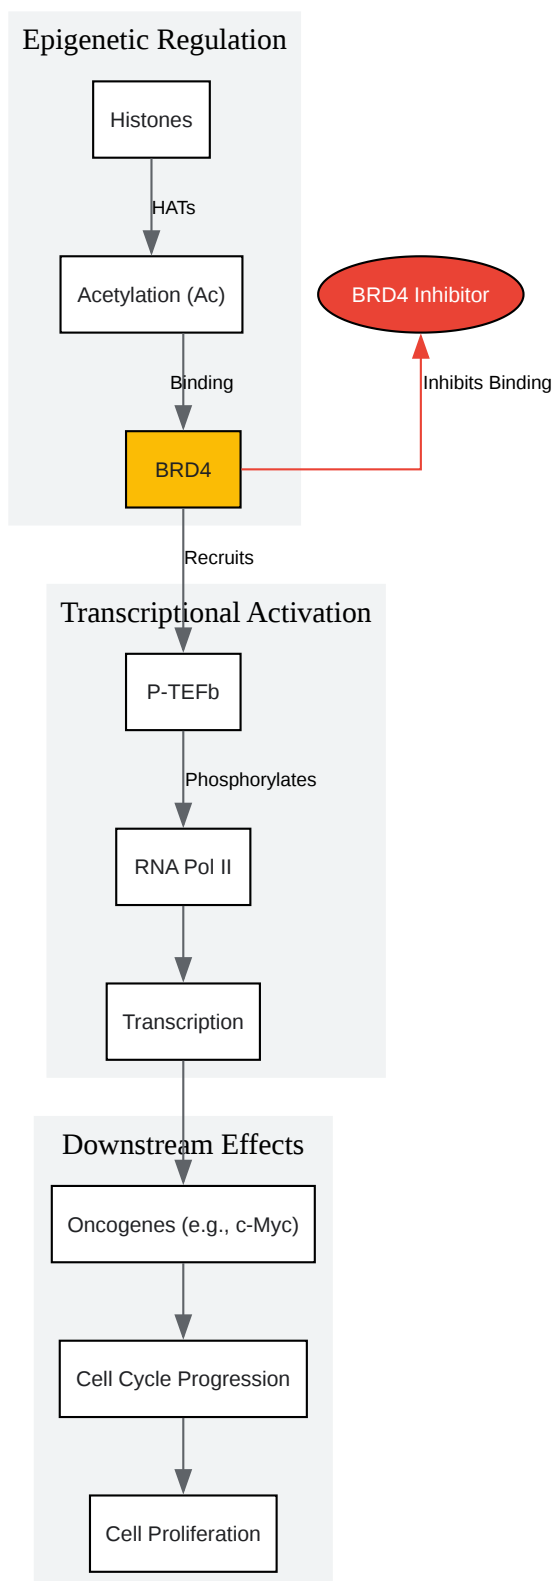 Epigenetic Regulation
Histones
HATs
Acetylation (Ac)
BRD4 Inhibitor
Binding
Inhibits Binding
BRD4
Recruits
Transcriptional Activation
P-TEFb
Phosphorylates
RNA Pol II
Transcription
Downstream Effects
Oncogenes (e.g., c-Myc)
Cell Cycle Progression
Cell Proliferation